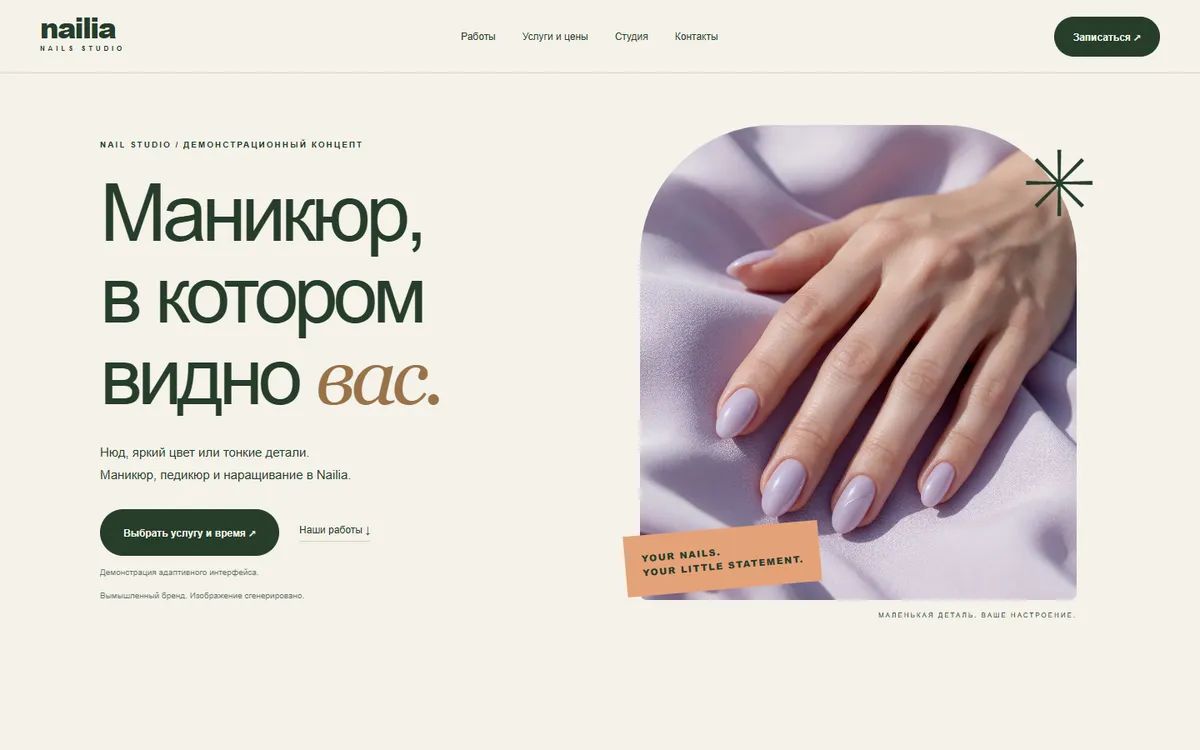 nailia
NAILS STUDIO
Работы
Услуги и цены
Студия
Контакты
Записаться ↗
NAIL STUDIO / ДЕМОНСТРАЦИОННЫЙ КОНЦЕПТ
Маникюр,
в котором
видно вас.
Нюд, яркий цвет или тонкие детали.
Маникюр, педикюр и наращивание в Nailia.
Выбрать услугу и время ↗
Наши работы ↓
Демонстрация адаптивного интерфейса.
Вымышленный бренд. Изображение сгенерировано.
YOUR NAILS.
YOUR LITTLE STATEMENT.
МАЛЕНЬКАЯ ДЕТАЛЬ. ВАШЕ НАСТРОЕНИЕ.